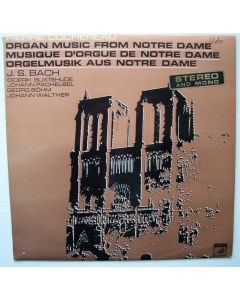 PIERRE COCHEREAU
ORGAN MUSIC FROM NOTRE DAME
MUSIQUE D'ORGUE DE NOTRE DAME
ORGELMUSIK AUS NOTRE DAME
J. S. BACH
DIDERIK BUXTEHUDE
JOHANN PACHELBEL
GEORG BÖHM
JOHANN WALTHER
STEREO
AND MONO